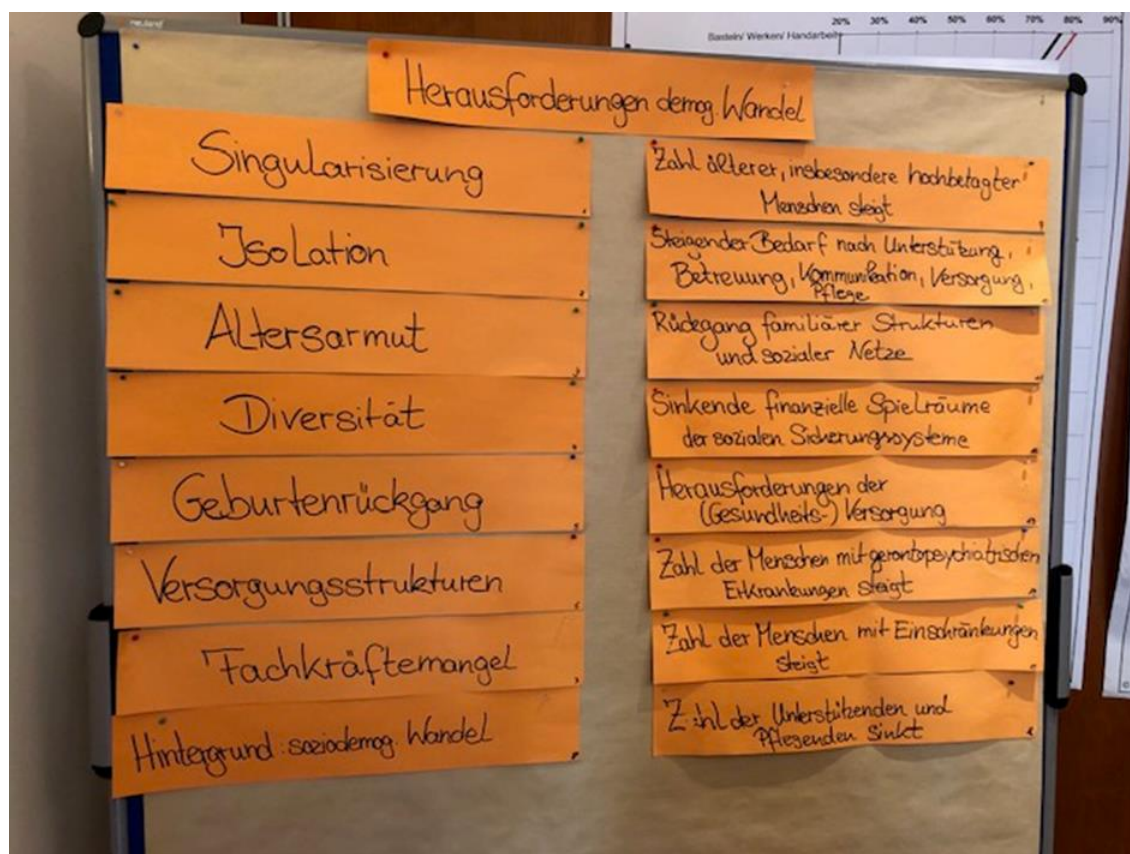 neuland
20% 30% 40% 50% 60% 70% 80% 90%
Basteln/ Werken/ Handarbeit
Herausforderungen demog. Wandel
Singularisierung
Isolation
Altersarmut
Diversität
Geburtenrückgang
Versorgungsstrukturen
Fachkräftemangel
Hintergrund: soziodemog. Wandel
Zahl älterer, insbesondere hochbetagter
Menschen steigt
Steigender Bedarf nach Unterstützung,
Betreuung, Kommunikation, Versorgung,
Pflege
Rückgang familiärer Strukturen
und sozialer Netze
Sinkende finanzielle Spielräume
der sozialen Sicherungssysteme
Herausforderungen der
(Gesundheits-) Versorgung
Zahl der Menschen mit gerontopsychiatrischen
Erkrankungen steigt
Zahl der Menschen mit Einschränkungen
steigt
Zahl der Unterstützenden und
Pflegenden sinkt